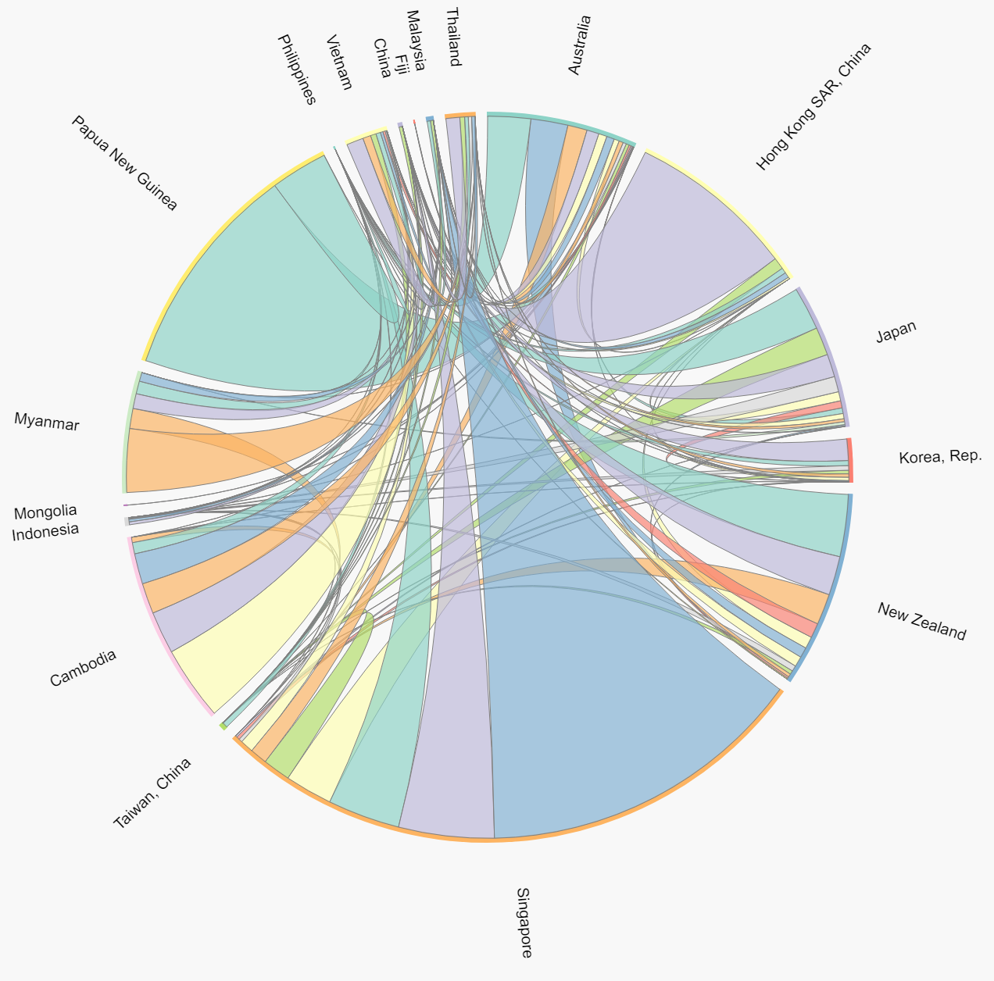 Thailand
Malaysia
Fiji
China
Vietnam
Philippines
Australia
Hong Kong SAR, China
Papua New Guinea
Japan
Myanmar
Korea, Rep.
Mongolia
Indonesia
New Zealand
Cambodia
Taiwan, China
Singapore